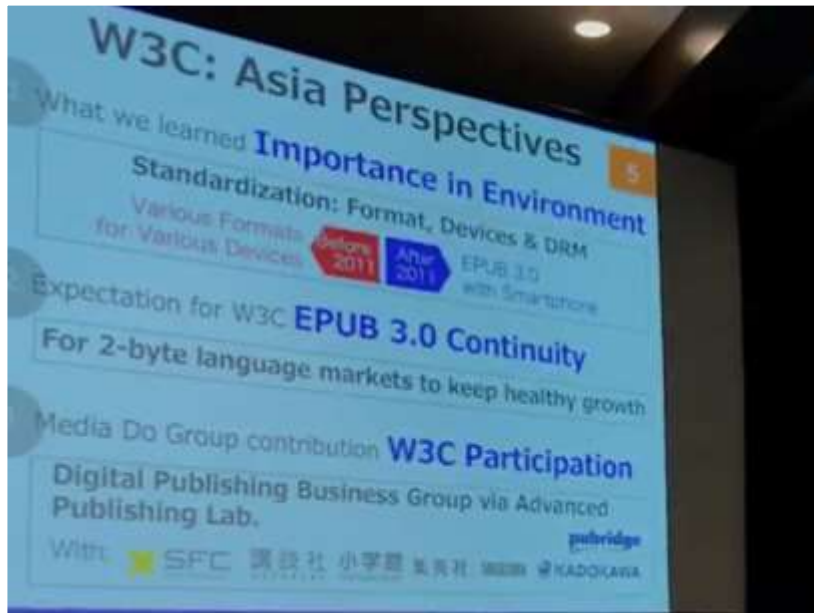 W3C: Asia Perspectives
5
What we learned Importance in Environment
Standardization: Format, Devices & DRM
Various Formats
for Various Devices
Before
2011
After
2011
EPUB 3.0
with Smartphone
Expectation for W3C EPUB 3.0 Continuity
For 2-byte language markets to keep healthy growth
Media Do Group contribution W3C Participation
Digital Publishing Business Group via Advanced
Publishing Lab.
pubridge
With: SFC 講談社 小学館 集英社 KADOKAWA